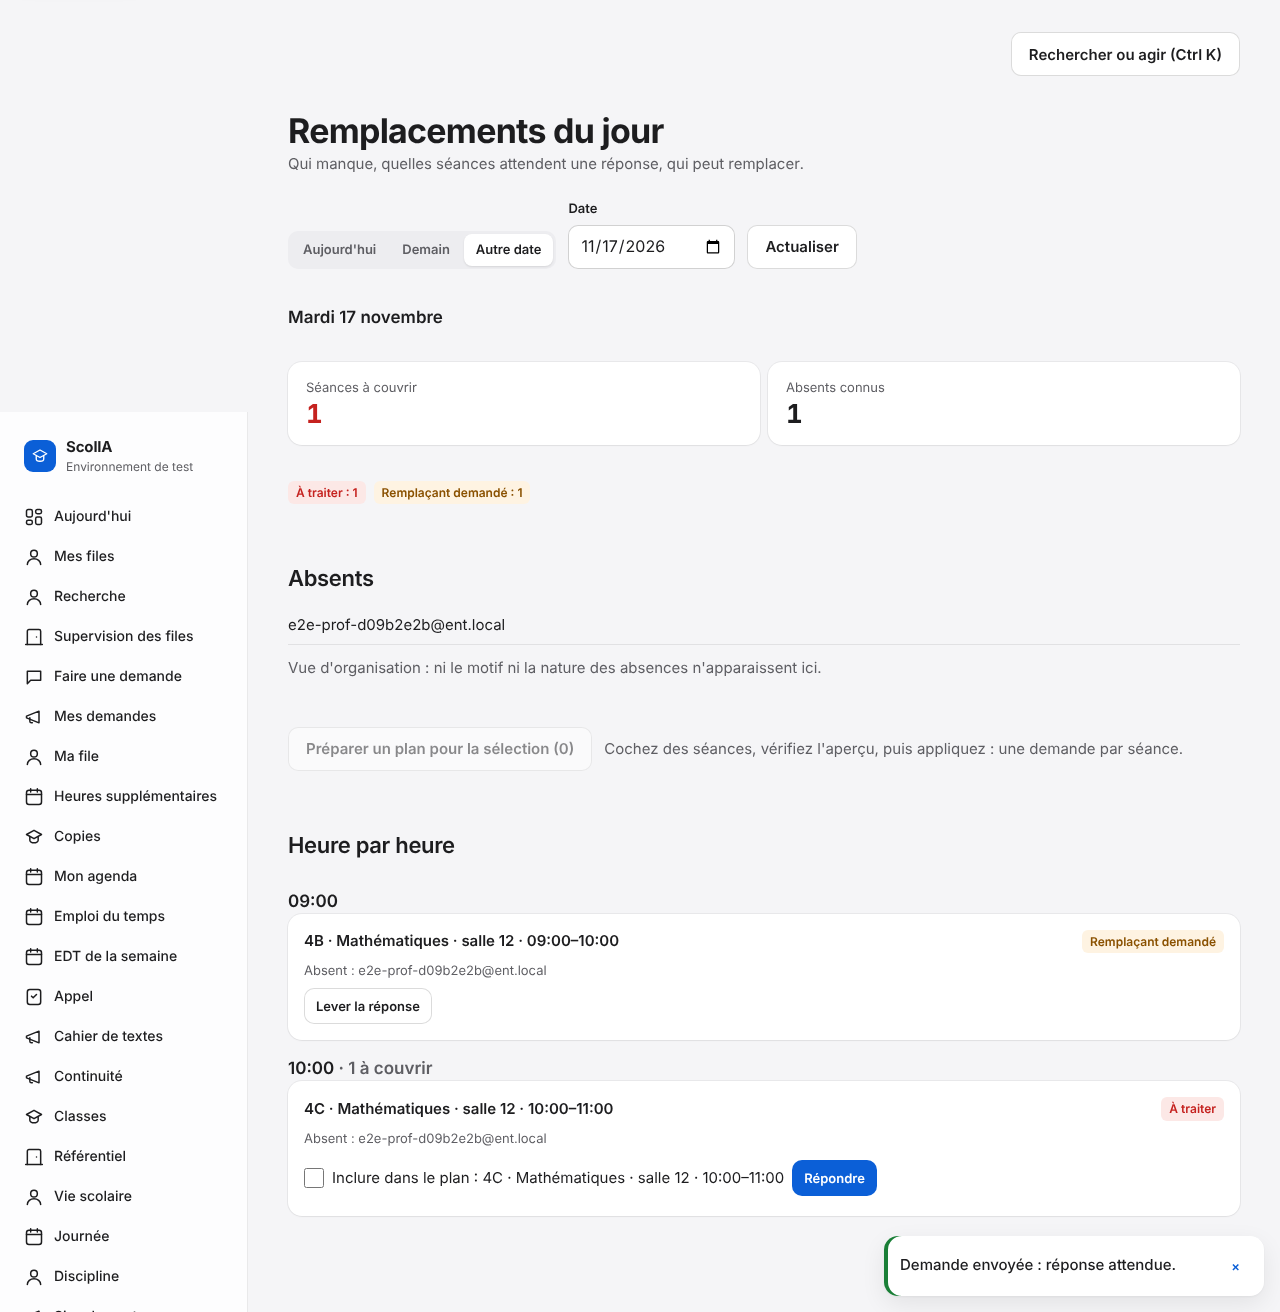 Rechercher ou agir (Ctrl K)
Remplacements du jour
Qui manque, quelles séances attendent une réponse, qui peut remplacer.
Date
Aujourd'hui
Demain
Autre date
11/17/2026
Actualiser
Mardi 17 novembre
Séances à couvrir
1
Absents connus
1
À traiter : 1
Remplaçant demandé : 1
Absents
e2e-prof-d09b2e2b@ent.local
Vue d'organisation : ni le motif ni la nature des absences n'apparaissent ici.
Préparer un plan pour la sélection (0)
Cochez des séances, vérifiez l'aperçu, puis appliquez : une demande par séance.
Heure par heure
09:00
4B · Mathématiques · salle 12 · 09:00–10:00
Remplaçant demandé
Absent : e2e-prof-d09b2e2b@ent.local
Lever la réponse
10:00 · 1 à couvrir
4C · Mathématiques · salle 12 · 10:00–11:00
À traiter
Absent : e2e-prof-d09b2e2b@ent.local
Inclure dans le plan : 4C · Mathématiques · salle 12 · 10:00–11:00
Répondre
Demande envoyée : réponse attendue.
×
ScolIA
Environnement de test
Aujourd'hui
Mes files
Recherche
Supervision des files
Faire une demande
Mes demandes
Ma file
Heures supplémentaires
Copies
Mon agenda
Emploi du temps
EDT de la semaine
Appel
Cahier de textes
Continuité
Classes
Référentiel
Vie scolaire
Journée
Discipline